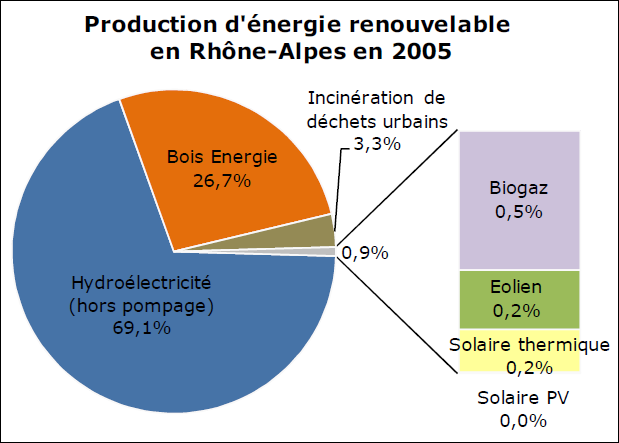 Production d'énergie renouvelable
en Rhône-Alpes en 2005
Incinération de
déchets urbains
3,3%
Bois Energie
26,7%
0,9%
Hydroélectricité
(hors pompage)
69,1%
Biogaz
0,5%
Eolien
0,2%
Solaire thermique
0,2%
Solaire PV
0,0%